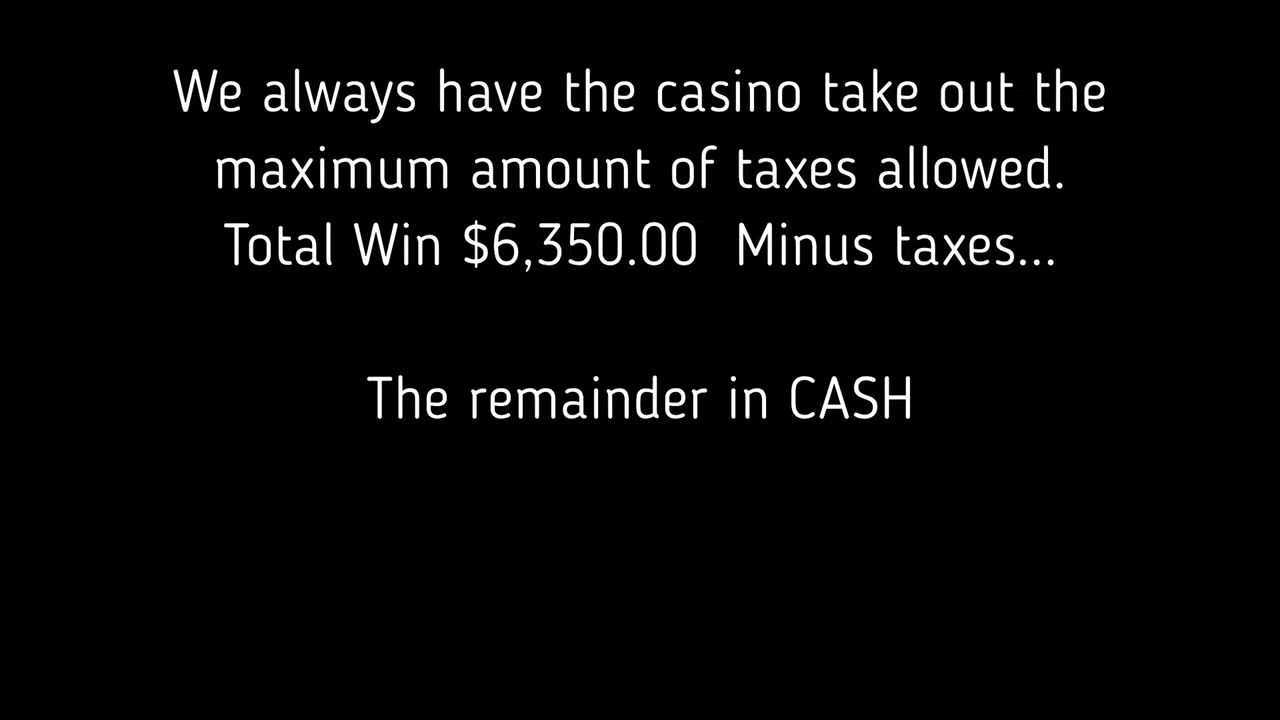 We always have the casino take out the
maximum amount of taxes allowed.
Total Win $6,350.00  Minus taxes...
The remainder in CASH